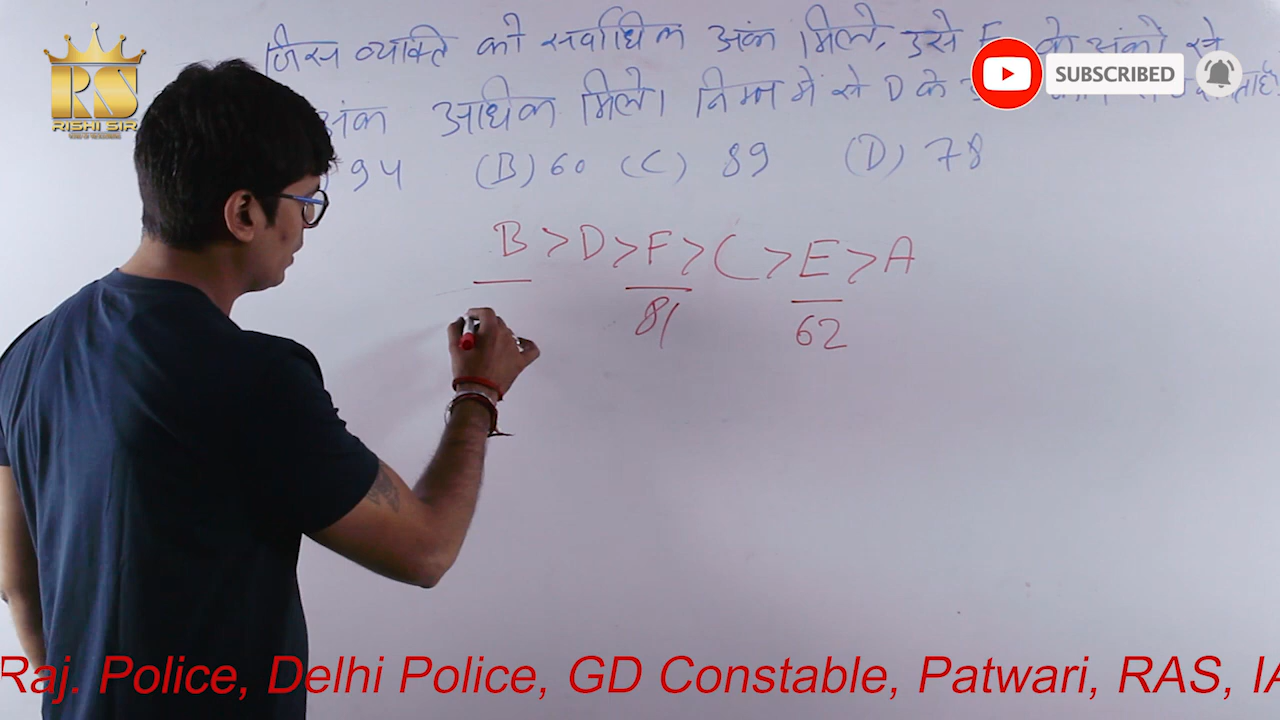 जिस व्यक्ति को सर्वाधिक अंक मिले, उसे के अंको से
SUBSCRIBED
RS
RISHI SIR
अंक अधिक मिले। निम्न में से D के
94 (B) 60 (C) 89 (D) 78
B > D > F > C > E > A
81 62
Raj. Police, Delhi Police, GD Constable, Patwari, RAS, IA